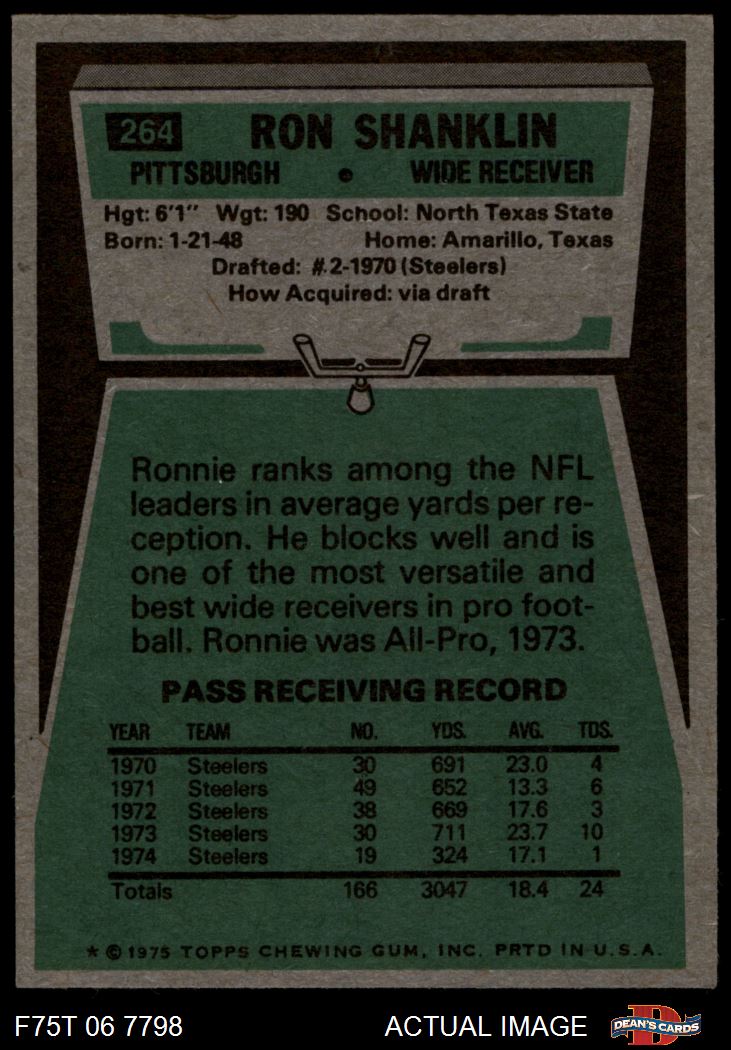 264 RON SHANKLIN
PITTSBURGH • WIDE RECEIVER
Hgt: 6'1" Wgt: 190 School: North Texas State
Born: 1-21-48 Home: Amarillo, Texas
Drafted: #2-1970 (Steelers)
How Acquired: via draft
Ronnie ranks among the NFL
leaders in average yards per re-
ception. He blocks well and is
one of the most versatile and
best wide receivers in pro foot-
ball. Ronnie was All-Pro, 1973.
PASS RECEIVING RECORD
YEAR TEAM NO. YDS. AVG. TDS.
1970 Steelers 30 691 23.0 4
1971 Steelers 49 652 13.3 6
1972 Steelers 38 669 17.6 3
1973 Steelers 30 711 23.7 10
1974 Steelers 19 324 17.1 1
Totals 166 3047 18.4 24
* © 1975 TOPPS CHEWING GUM, INC. PRTD IN U.S.A.
F75T 06 7798 ACTUAL IMAGE D DEAN'S CARDS